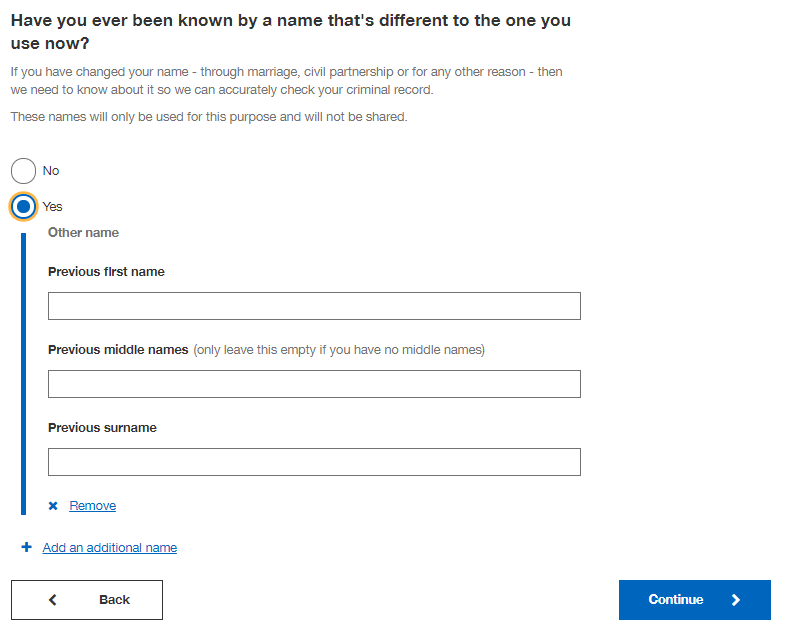 Have you ever been known by a name that's different to the one you
use now?
If you have changed your name - through marriage, civil partnership or for any other reason - then
we need to know about it so we can accurately check your criminal record.
These names will only be used for this purpose and will not be shared.
No
Yes
Other name
Previous first name
Previous middle names (only leave this empty if you have no middle names)
Previous surname
Remove
Add an additional name
Back
Continue